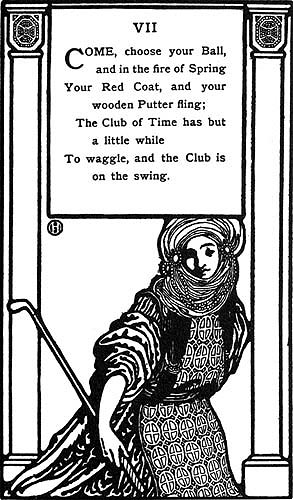 VII
COME, choose your Ball,
and in the fire of Spring
Your Red Coat, and your
wooden Putter fling;
The Club of Time has but
a little while
To waggle, and the Club is
on the swing.